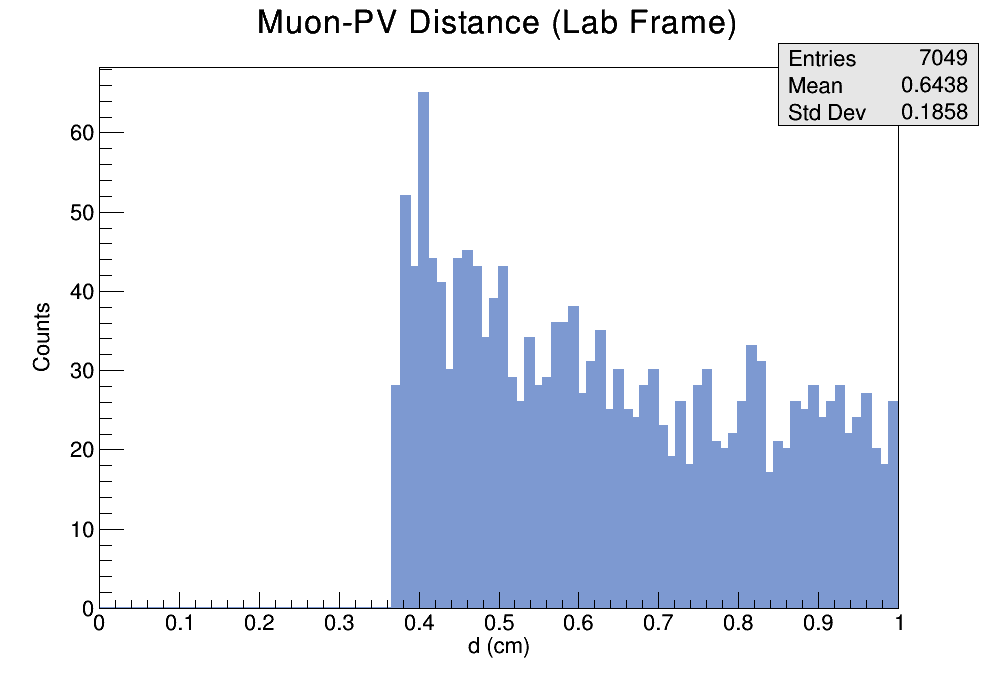 Muon-PV Distance (Lab Frame)
Entries 7049
Mean 0.6438
Std Dev 0.1858
60
50
40
30
20
10
0
Counts
0 0.1 0.2 0.3 0.4 0.5 0.6 0.7 0.8 0.9 1
d (cm)